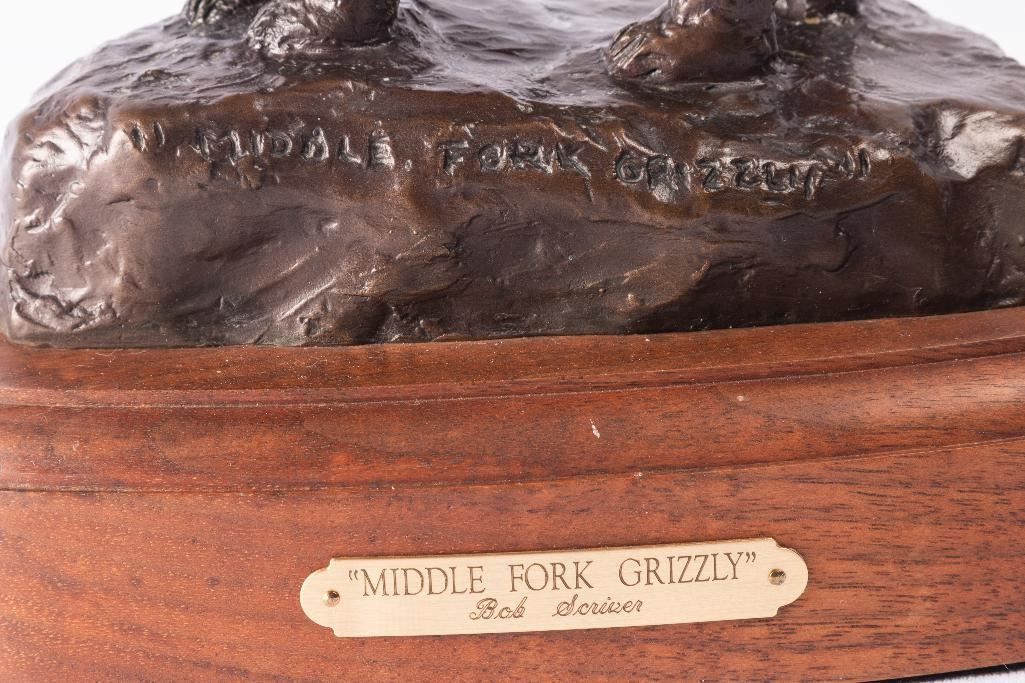 "MIDDLE FORK GRIZZLY"
"MIDDLE FORK GRIZZLY"
Bob Scriver